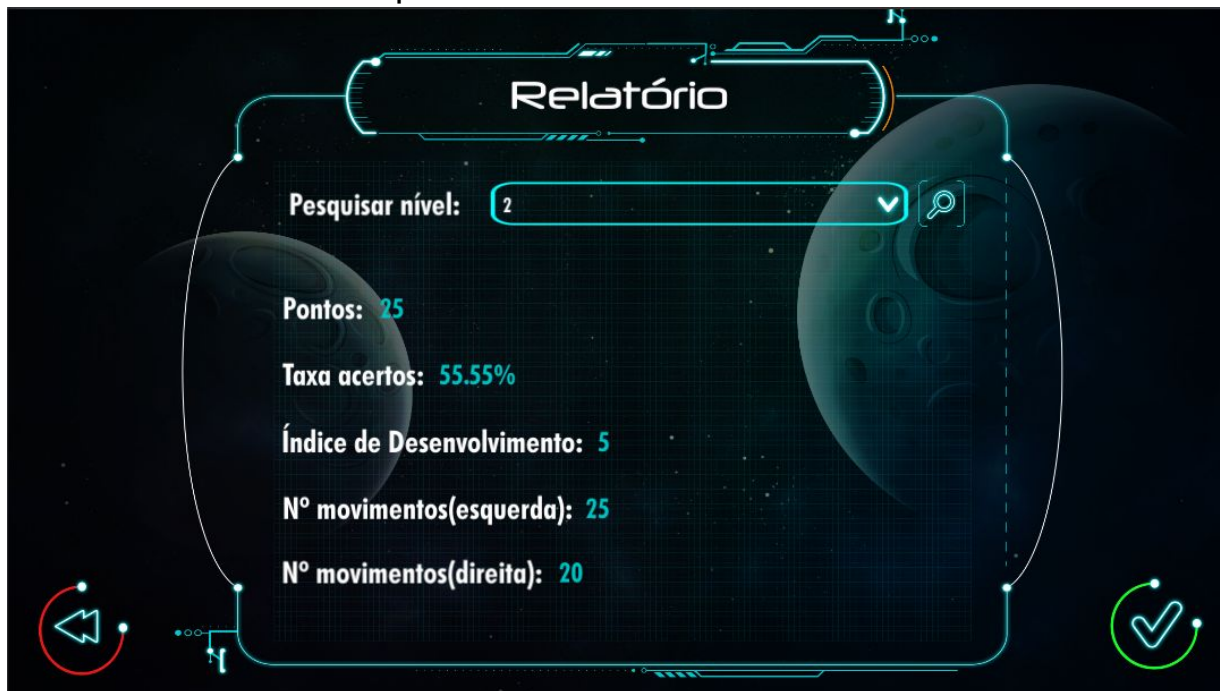 Relatório
Pesquisar nível: 2
Pontos: 25
Taxa acertos: 55.55%
Índice de Desenvolvimento: 5
Nº movimentos(esquerda): 25
Nº movimentos(direita): 20